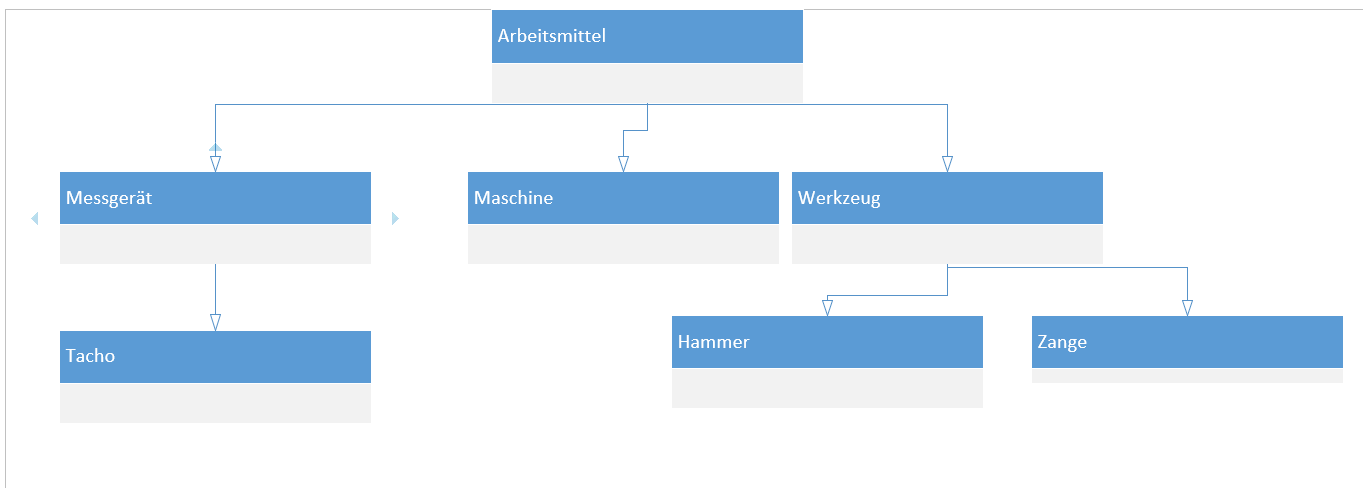 Arbeitsmittel
Messgerät
Maschine
Werkzeug
Hammer
Zange
Tacho